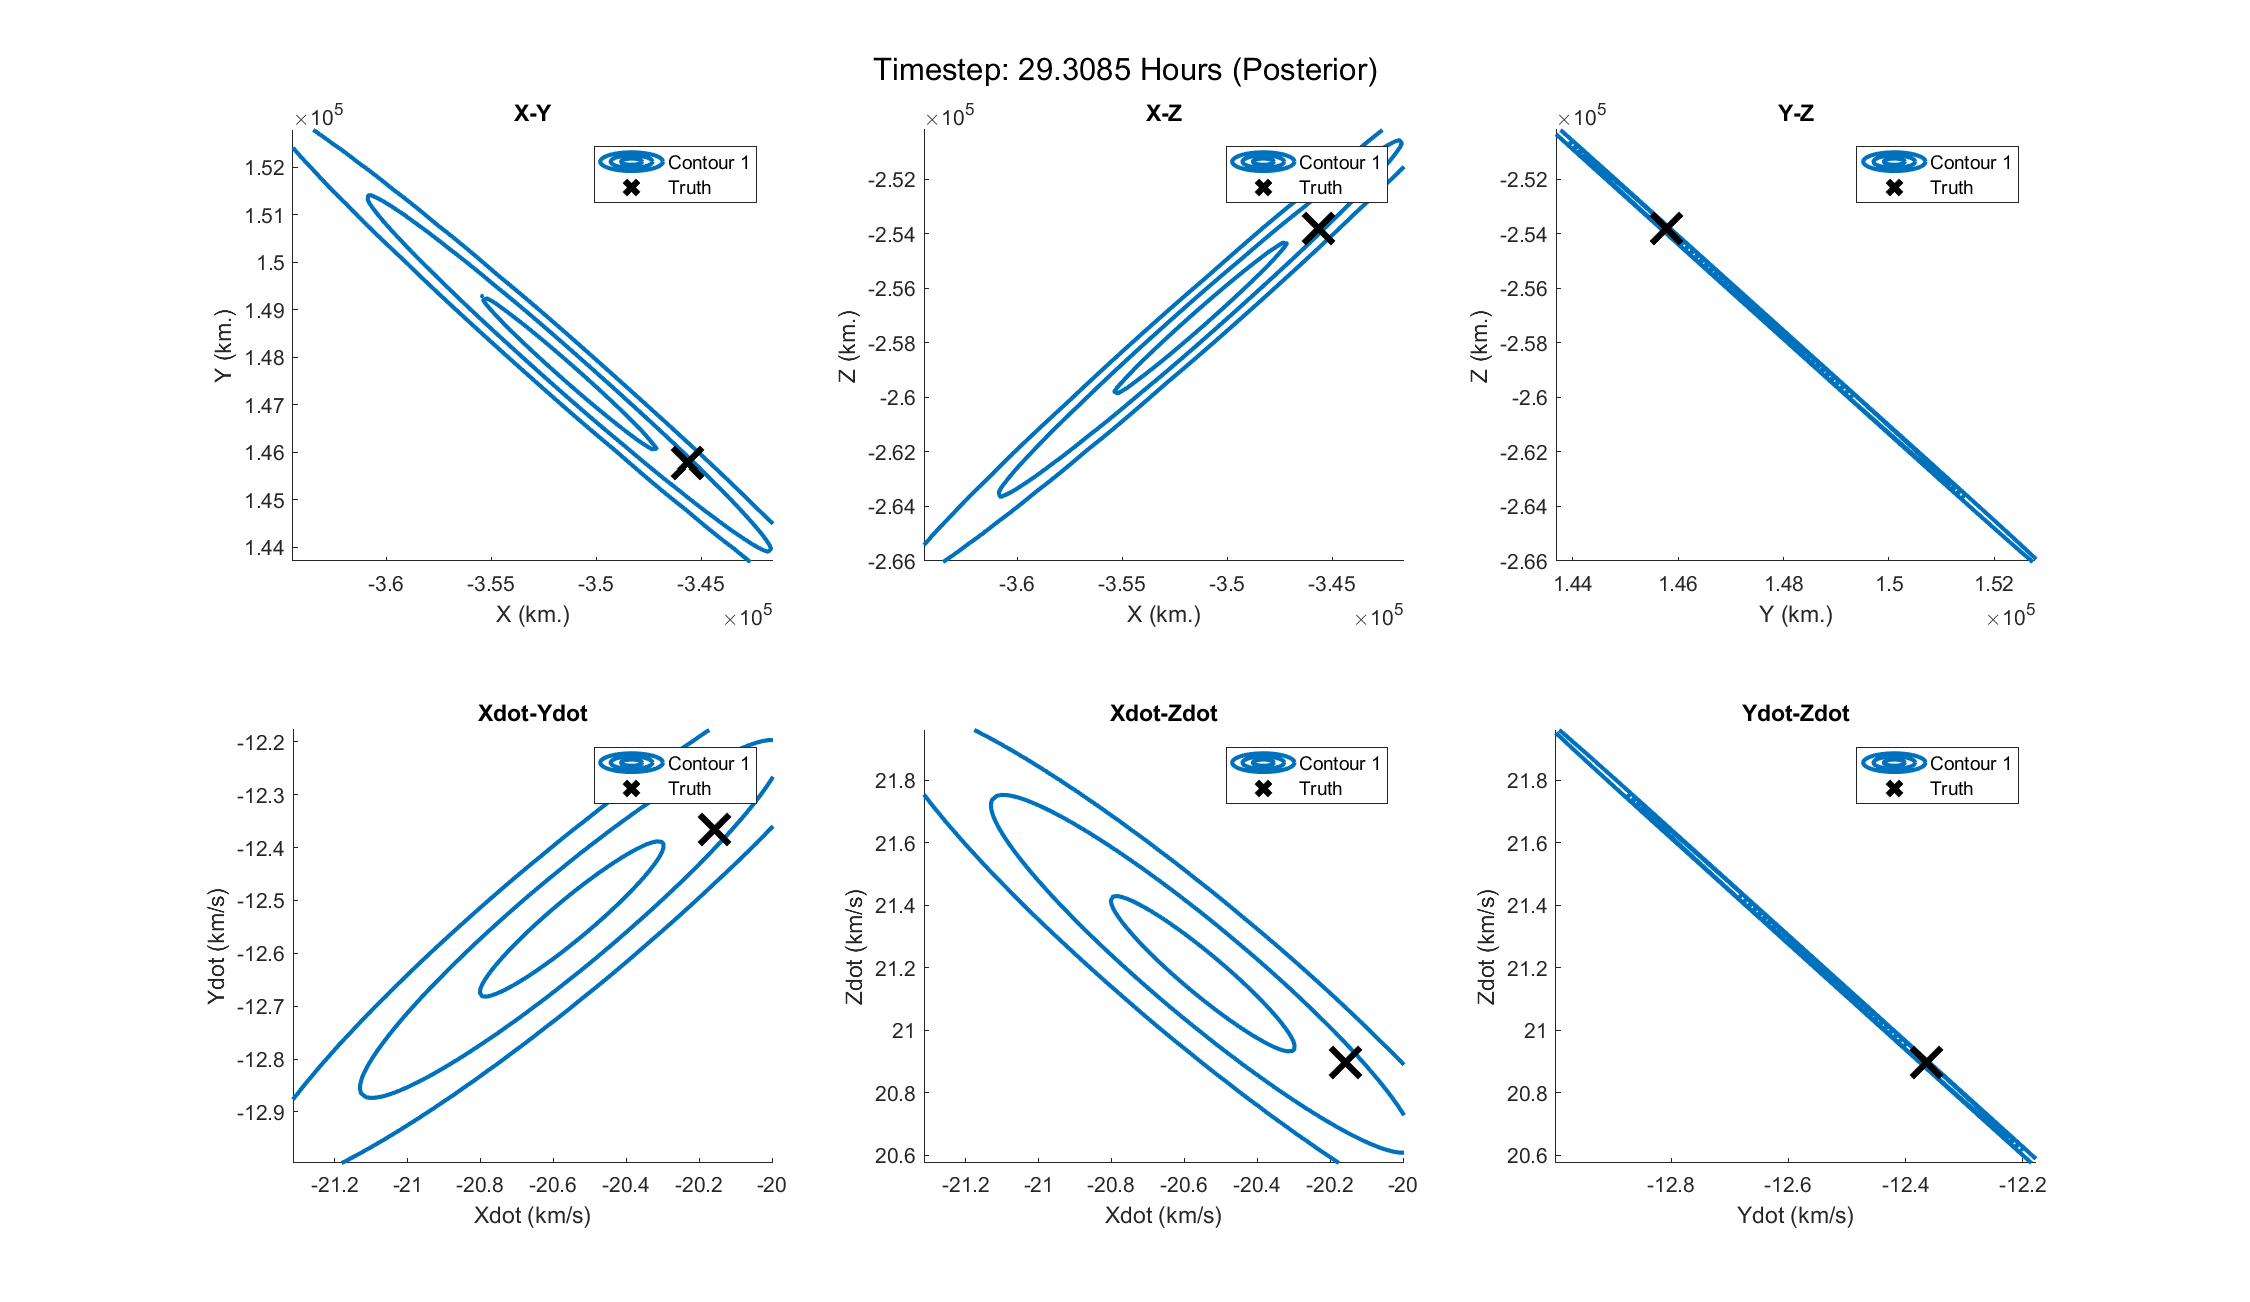 Timestep: 29.3085 Hours (Posterior)
X-Y
×10^5
1.52
1.51
1.5
1.49
1.48
1.47
1.46
1.45
1.44
Y (km.)
-3.6 -3.55 -3.5 -3.45
X (km.)
×10^5
Contour 1
Truth
X-Z
×10^5
-2.52
-2.54
-2.56
-2.58
-2.6
-2.62
-2.64
-2.66
Z (km.)
-3.6 -3.55 -3.5 -3.45
X (km.)
×10^5
Contour 1
Truth
Y-Z
×10^5
-2.52
-2.54
-2.56
-2.58
-2.6
-2.62
-2.64
-2.66
Z (km.)
1.44 1.46 1.48 1.5 1.52
Y (km.)
×10^5
Contour 1
Truth
Xdot-Ydot
-12.2
-12.3
-12.4
-12.5
-12.6
-12.7
-12.8
-12.9
Ydot (km/s)
-21.2 -21 -20.8 -20.6 -20.4 -20.2 -20
Xdot (km/s)
Contour 1
Truth
Xdot-Zdot
21.8
21.6
21.4
21.2
21
20.8
20.6
Zdot (km/s)
-21.2 -21 -20.8 -20.6 -20.4 -20.2 -20
Xdot (km/s)
Contour 1
Truth
Ydot-Zdot
21.8
21.6
21.4
21.2
21
20.8
20.6
Zdot (km/s)
-12.8 -12.6 -12.4 -12.2
Ydot (km/s)
Contour 1
Truth